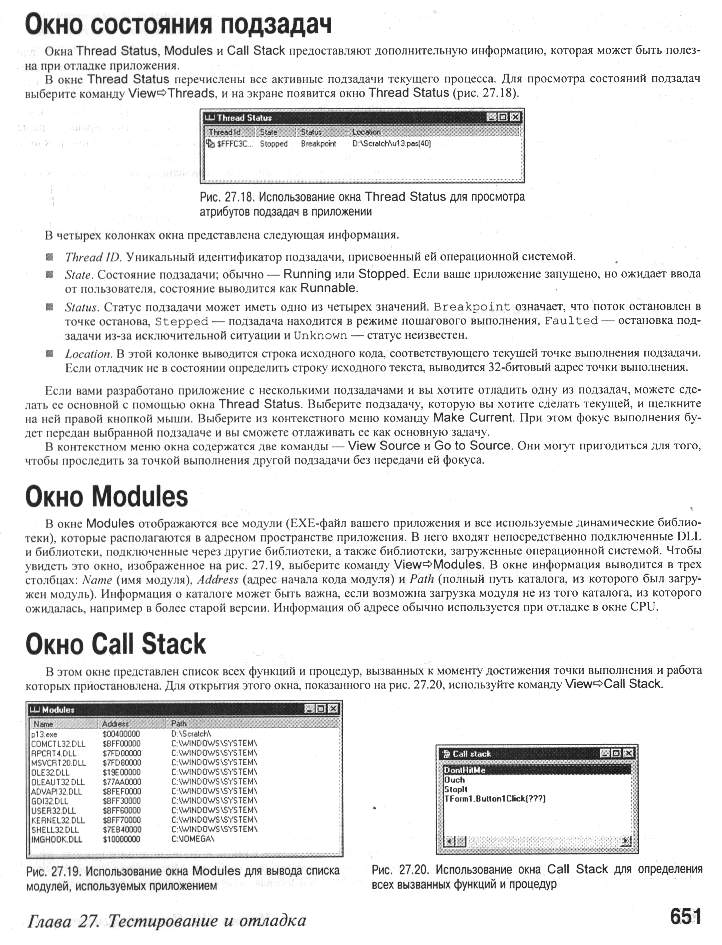 Окно состояния подзадач
Окна Thread Status, Modules и Call Stack предоставляют дополнительную информацию, которая может быть полез-
на при отладке приложения.
В окне Thread Status перечислены все активные подзадачи текущего процесса. Для просмотра состояний подзадач
выберите команду View⇨Threads, и на экране появится окно Thread Status (рис. 27.18).
Thread Status
Thread Id State Status Location
$FFFC3C... Stopped Breakpoint D:\Scratch\u13.pas(40)
Рис. 27.18. Использование окна Thread Status для просмотра
атрибутов подзадач в приложении
В четырех колонках окна представлена следующая информация.
Thread ID. Уникальный идентификатор подзадачи, присвоенный ей операционной системой.
State. Состояние подзадачи; обычно — Running или Stopped. Если ваше приложение запущено, но ожидает ввода
от пользователя, состояние выводится как Runnable.
Status. Статус подзадачи может иметь одно из четырех значений. Breakpoint означает, что поток остановлен в
точке останова, Stepped — подзадача находится в режиме пошагового выполнения, Faulted — остановка под-
задачи из-за исключительной ситуации и Unknown — статус неизвестен.
Location. В этой колонке выводится строка исходного кода, соответствующего текущей точке выполнения подзадачи.
Если отладчик не в состоянии определить строку исходного текста, выводится 32-битовый адрес точки выполнения.
Если вами разработано приложение с несколькими подзадачами и вы хотите отладить одну из подзадач, можете сде-
лать ее основной с помощью окна Thread Status. Выберите подзадачу, которую вы хотите сделать текущей, и щелкните
на ней правой кнопкой мыши. Выберите из контекстного меню команду Make Current. При этом фокус выполнения бу-
дет передан выбранной подзадаче и вы сможете отлаживать ее как основную задачу.
В контекстном меню окна содержатся две команды — View Source и Go to Source. Они могут пригодиться для того,
чтобы проследить за точкой выполнения другой подзадачи без передачи ей фокуса.
Окно Modules
В окне Modules отображаются все модули (EXE-файл вашего приложения и все используемые динамические библио-
теки), которые располагаются в адресном пространстве приложения. В него входят непосредственно подключенные DLL
и библиотеки, подключенные через другие библиотеки, а также библиотеки, загруженные операционной системой. Чтобы
увидеть это окно, изображенное на рис. 27.19, выберите команду View⇨Modules. В окне информация выводится в трех
столбцах: Name (имя модуля), Address (адрес начала кода модуля) и Path (полный путь каталога, из которого был загру-
жен модуль). Информация о каталоге может быть важна, если возможна загрузка модуля не из того каталога, из которого
ожидалась, например в более старой версии. Информация об адресе обычно используется при отладке в окне CPU.
Окно Call Stack
В этом окне представлен список всех функций и процедур, вызванных к моменту достижения точки выполнения и работа
которых приостановлена. Для открытия этого окна, показанного на рис. 27.20, используйте команду View⇨Call Stack.
Modules
Name Address Path
p13.exe $00400000 D:\Scratch\
COMCTL32.DLL $BFF00000 C:\WINDOWS\SYSTEM\
RPCRT4.DLL $7FD00000 C:\WINDOWS\SYSTEM\
MSVCRT20.DLL $7FD80000 C:\WINDOWS\SYSTEM\
OLE32.DLL $19E00000 C:\WINDOWS\SYSTEM\
OLEAUT32.DLL $77AA0000 C:\WINDOWS\SYSTEM\
ADVAPI32.DLL $BFEF0000 C:\WINDOWS\SYSTEM\
GDI32.DLL $BFF30000 C:\WINDOWS\SYSTEM\
USER32.DLL $BFF60000 C:\WINDOWS\SYSTEM\
KERNEL32.DLL $BFF70000 C:\WINDOWS\SYSTEM\
SHELL32.DLL $7EB40000 C:\WINDOWS\SYSTEM\
IMGHOOK.DLL $10000000 C:\OMEGA\
Рис. 27.19. Использование окна Modules для вывода списка
модулей, используемых приложением
Call stack
DontHitMe
Ouch
StopIt
TForm1.Button1Click(???)
Рис. 27.20. Использование окна Call Stack для определения
всех вызванных функций и процедур
Глава 27. Тестирование и отладка
651